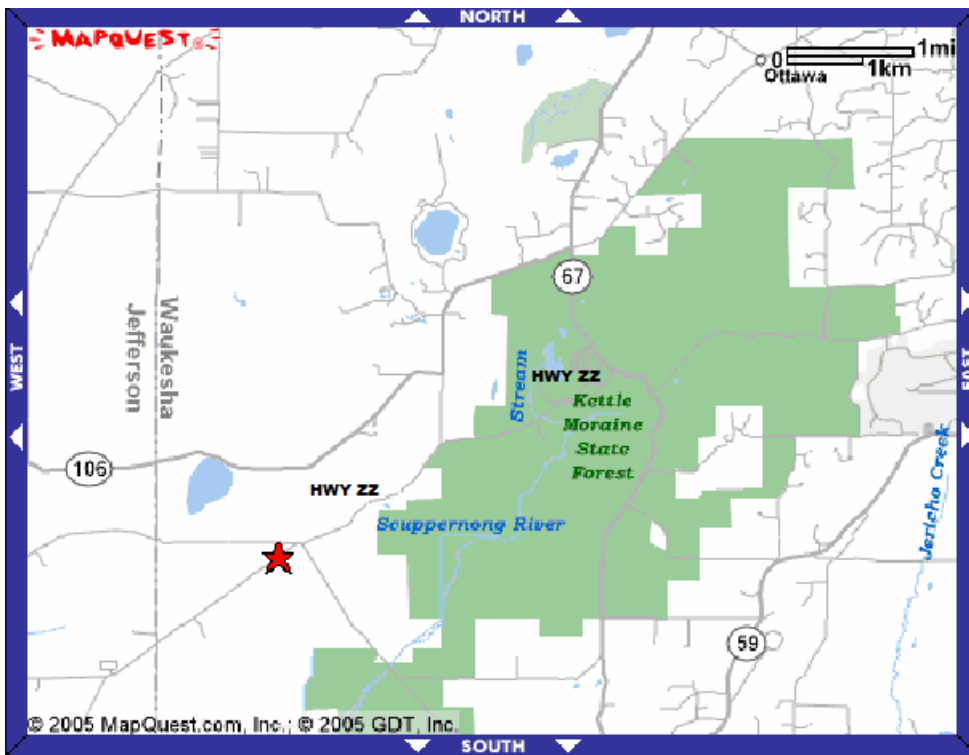 NORTH
MAPQUEST
0 1mi
1km
Ottawa
67
Waukesha
Jefferson
WEST
EAST
Stream
HWY ZZ
Kettle
Moraine
State
Forest
106
HWY ZZ
Scuppernong River
Jericho Creek
59
© 2005 MapQuest.com, Inc.; © 2005 GDT, Inc.
SOUTH